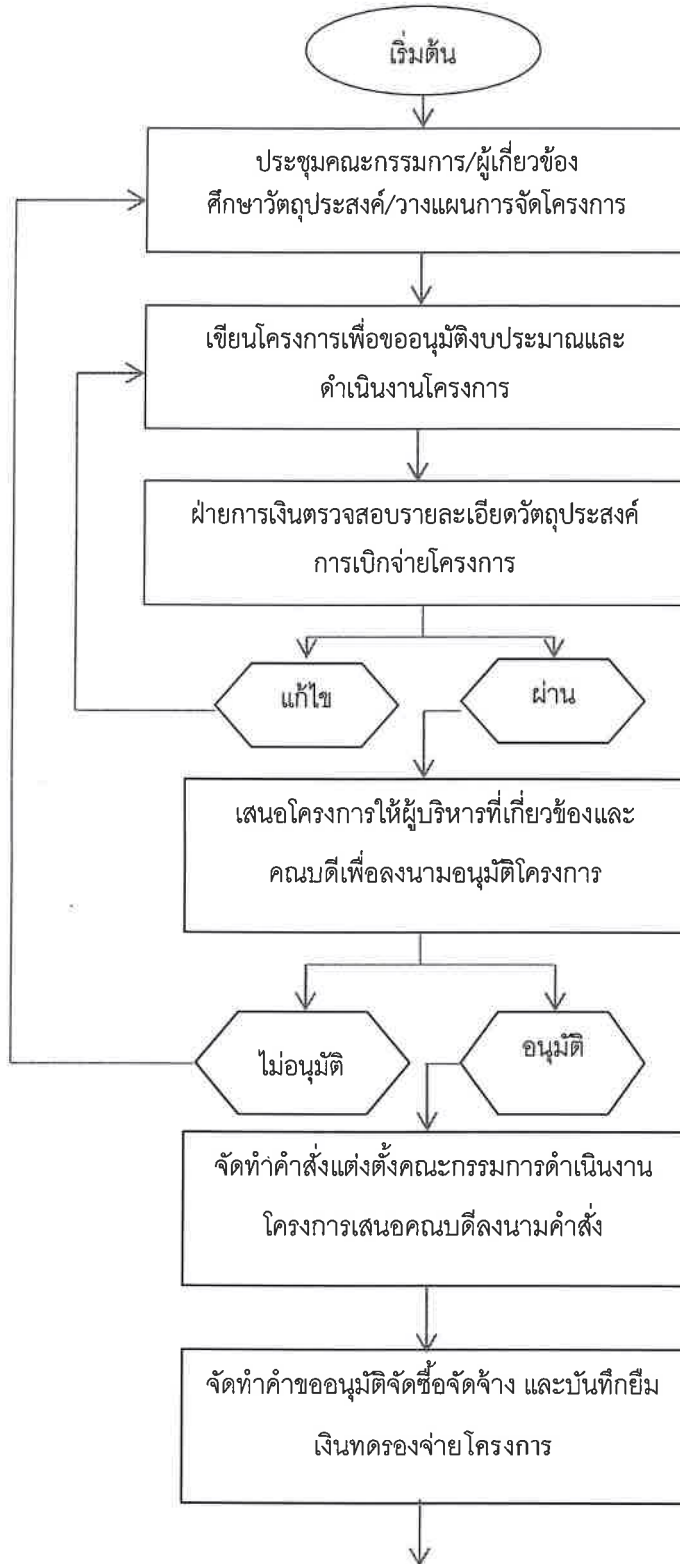 เริ่มต้น
ประชุมคณะกรรมการ/ผู้เกี่ยวข้อง
ศึกษาวัตถุประสงค์/วางแผนการจัดโครงการ
เขียนโครงการเพื่อขออนุมัติงบประมาณและ
ดำเนินงานโครงการ
ฝ่ายการเงินตรวจสอบรายละเอียดวัตถุประสงค์
การเบิกจ่ายโครงการ
แก้ไข
ผ่าน
เสนอโครงการให้ผู้บริหารที่เกี่ยวข้องและ
คณบดีเพื่อลงนามอนุมัติโครงการ
ไม่อนุมัติ
อนุมัติ
จัดทำคำสั่งแต่งตั้งคณะกรรมการดำเนินงาน
โครงการเสนอคณบดีลงนามคำสั่ง
จัดทำคำขออนุมัติจัดซื้อจัดจ้าง และบันทึกยืม
เงินทดรองจ่ายโครงการ